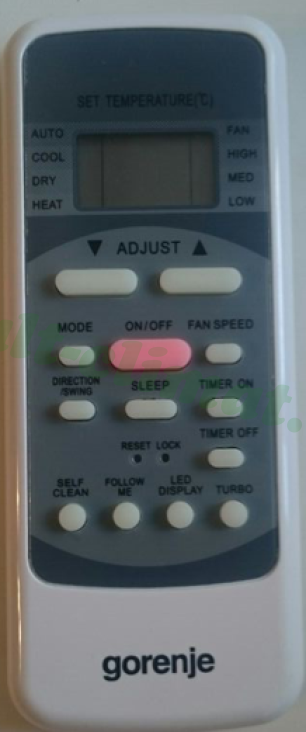 SET TEMPERATURE(°C)
AUTO
COOL
DRY
HEAT
FAN
HIGH
MED
LOW
▼ ADJUST ▲
MODE ON/OFF FAN SPEED
DIRECTION
/SWING
SLEEP TIMER ON
RESET LOCK
TIMER OFF
SELF
CLEAN
FOLLOW
ME
LED
DISPLAY
TURBO
gorenje